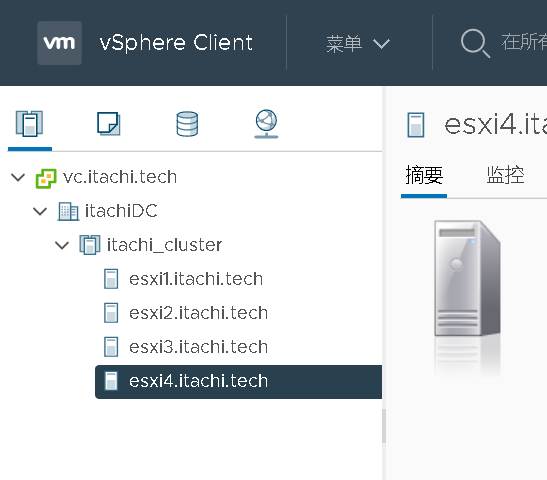 vm vSphere Client 菜单 在所
vc.itachi.tech
itachiDC
itachi_cluster
esxi1.itachi.tech
esxi2.itachi.tech
esxi3.itachi.tech
esxi4.itachi.tech
esxi4.ita
摘要 监控